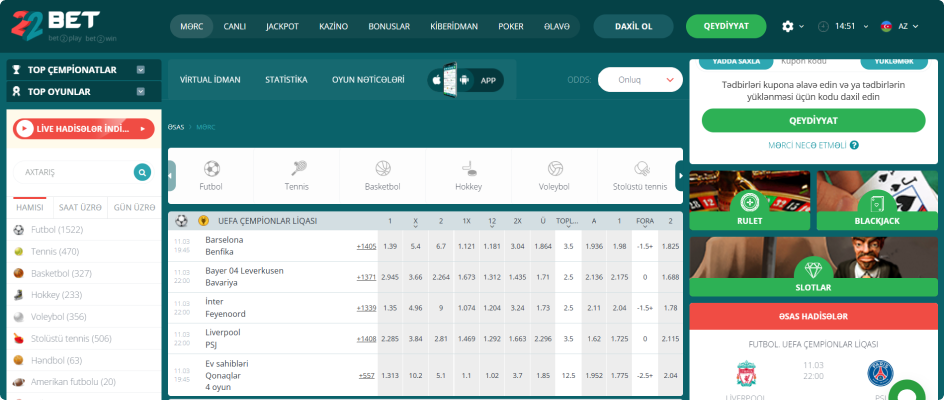 22BET
bet 2 play bet 2 win
MƏRC CANLI JACKPOT KAZİNO BONUSLAR KİBERİDMAN POKER ƏLAVƏ
DAXİL OL
QEYDİYYAT
14:51
AZ
TOP ÇEMPİONATLAR
TOP OYUNLAR
LİVE HADİSƏLƏR İNDİ...
AXTARIŞ
HAMISI SAAT ÜZRƏ GÜN ÜZRƏ
Futbol (1522)
Tennis (470)
Basketbol (327)
Hokkey (233)
Voleybol (356)
Stolüstü tennis (506)
Handbol (63)
Amerikan futbolu (20)
VIRTUAL İDMAN STATİSTİKA OYUN NƏTİCƏLƏRİ
APP
ODDS: Onluq
ƏSAS > MƏRC
Futbol Tennis Basketbol Hokkey Voleybol Stolüstü tennis
UEFA ÇEMPİONLAR LİQASI 1 X 2 1X 12 2X Ü TOPL... A 1 FORA 2
11.03 19:45
Barselona
Benfika
+1405 1.39 5.4 6.7 1.121 1.181 3.04 1.864 3.5 1.936 1.98 -1.5+ 1.825
11.03 22:00
Bayer 04 Leverkusen
Bavariya
+1371 2.945 3.66 2.264 1.673 1.312 1.435 1.71 2.5 2.136 2.175 0 1.688
11.03 22:00
İnter
Feyenoord
+1339 1.35 4.96 9 1.074 1.204 3.24 1.73 2.5 2.11 2.04 -1.5+ 1.78
11.03 22:00
Liverpool
PSJ
+1408 2.285 3.84 2.81 1.469 1.292 1.663 2.296 3.5 1.62 1.725 0 2.115
11.03 19:45
Ev sahibləri
Qonaqlar
4 oyun
+557 1.313 10.2 5.1 1.1 1.02 3.7 1.85 12.5 1.952 1.775 -2.5+ 2.04
YADDA SAXLA Kupon kodu YÜKLƏMƏK
Tədbirləri kupona əlavə edin və ya tədbirlərin
yüklənməsi üçün kodu daxil edin
QEYDİYYAT
MƏRCİ NECƏ ETMƏLİ ?
RULET
BLACKJACK
SLOTLAR
ƏSAS HADİSƏLƏR
FUTBOL. UEFA ÇEMPİONLAR LİQASI
11.03
22:00
LİVERPOOL